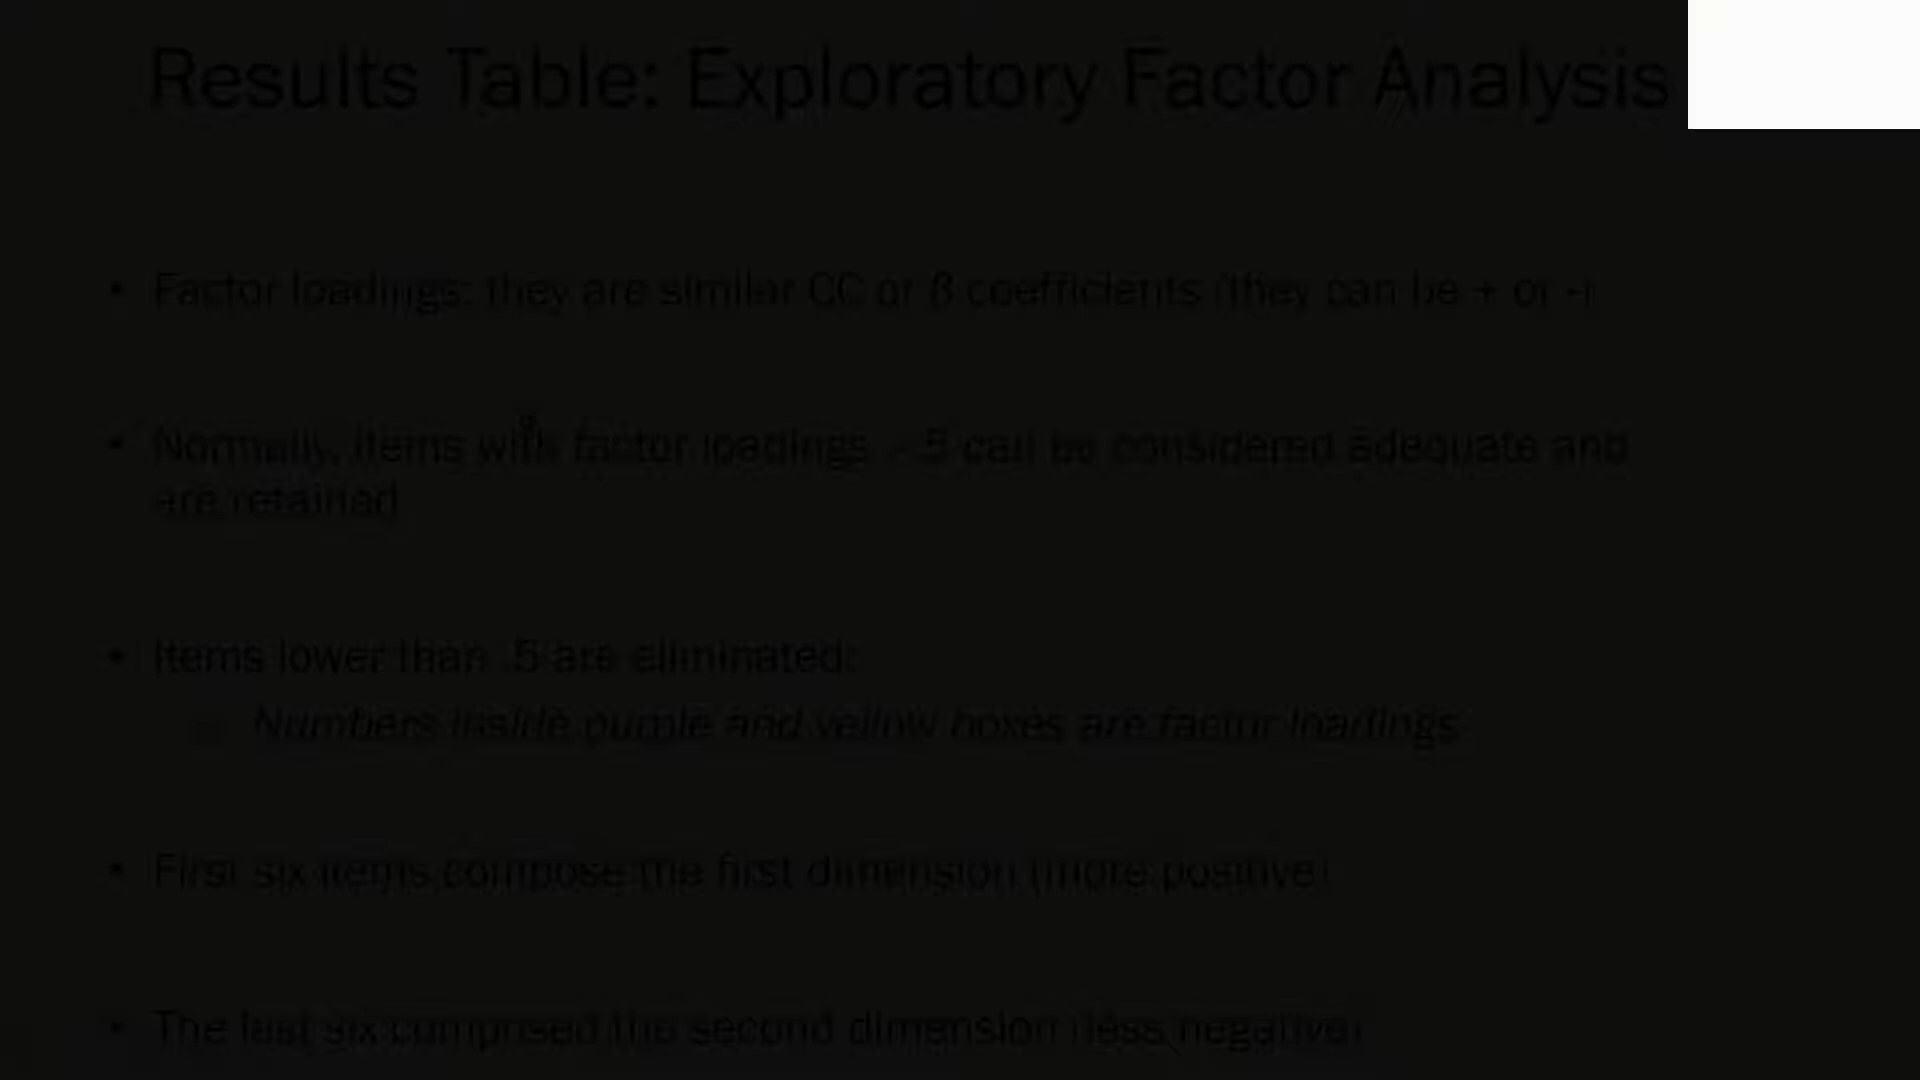 Results Table: Exploratory Factor Analysis
• Factor loadings: they are similar CC or β coefficients (they can be + or -)
• Normally, items with factor loadings .5 can be considered adequate and
are retained
• Items lower than .5 are eliminated:
Numbers inside purple and yellow boxes are factor loadings
• First six items compose the first dimension (more positive)
• The last six comprised the second dimension (less negative)